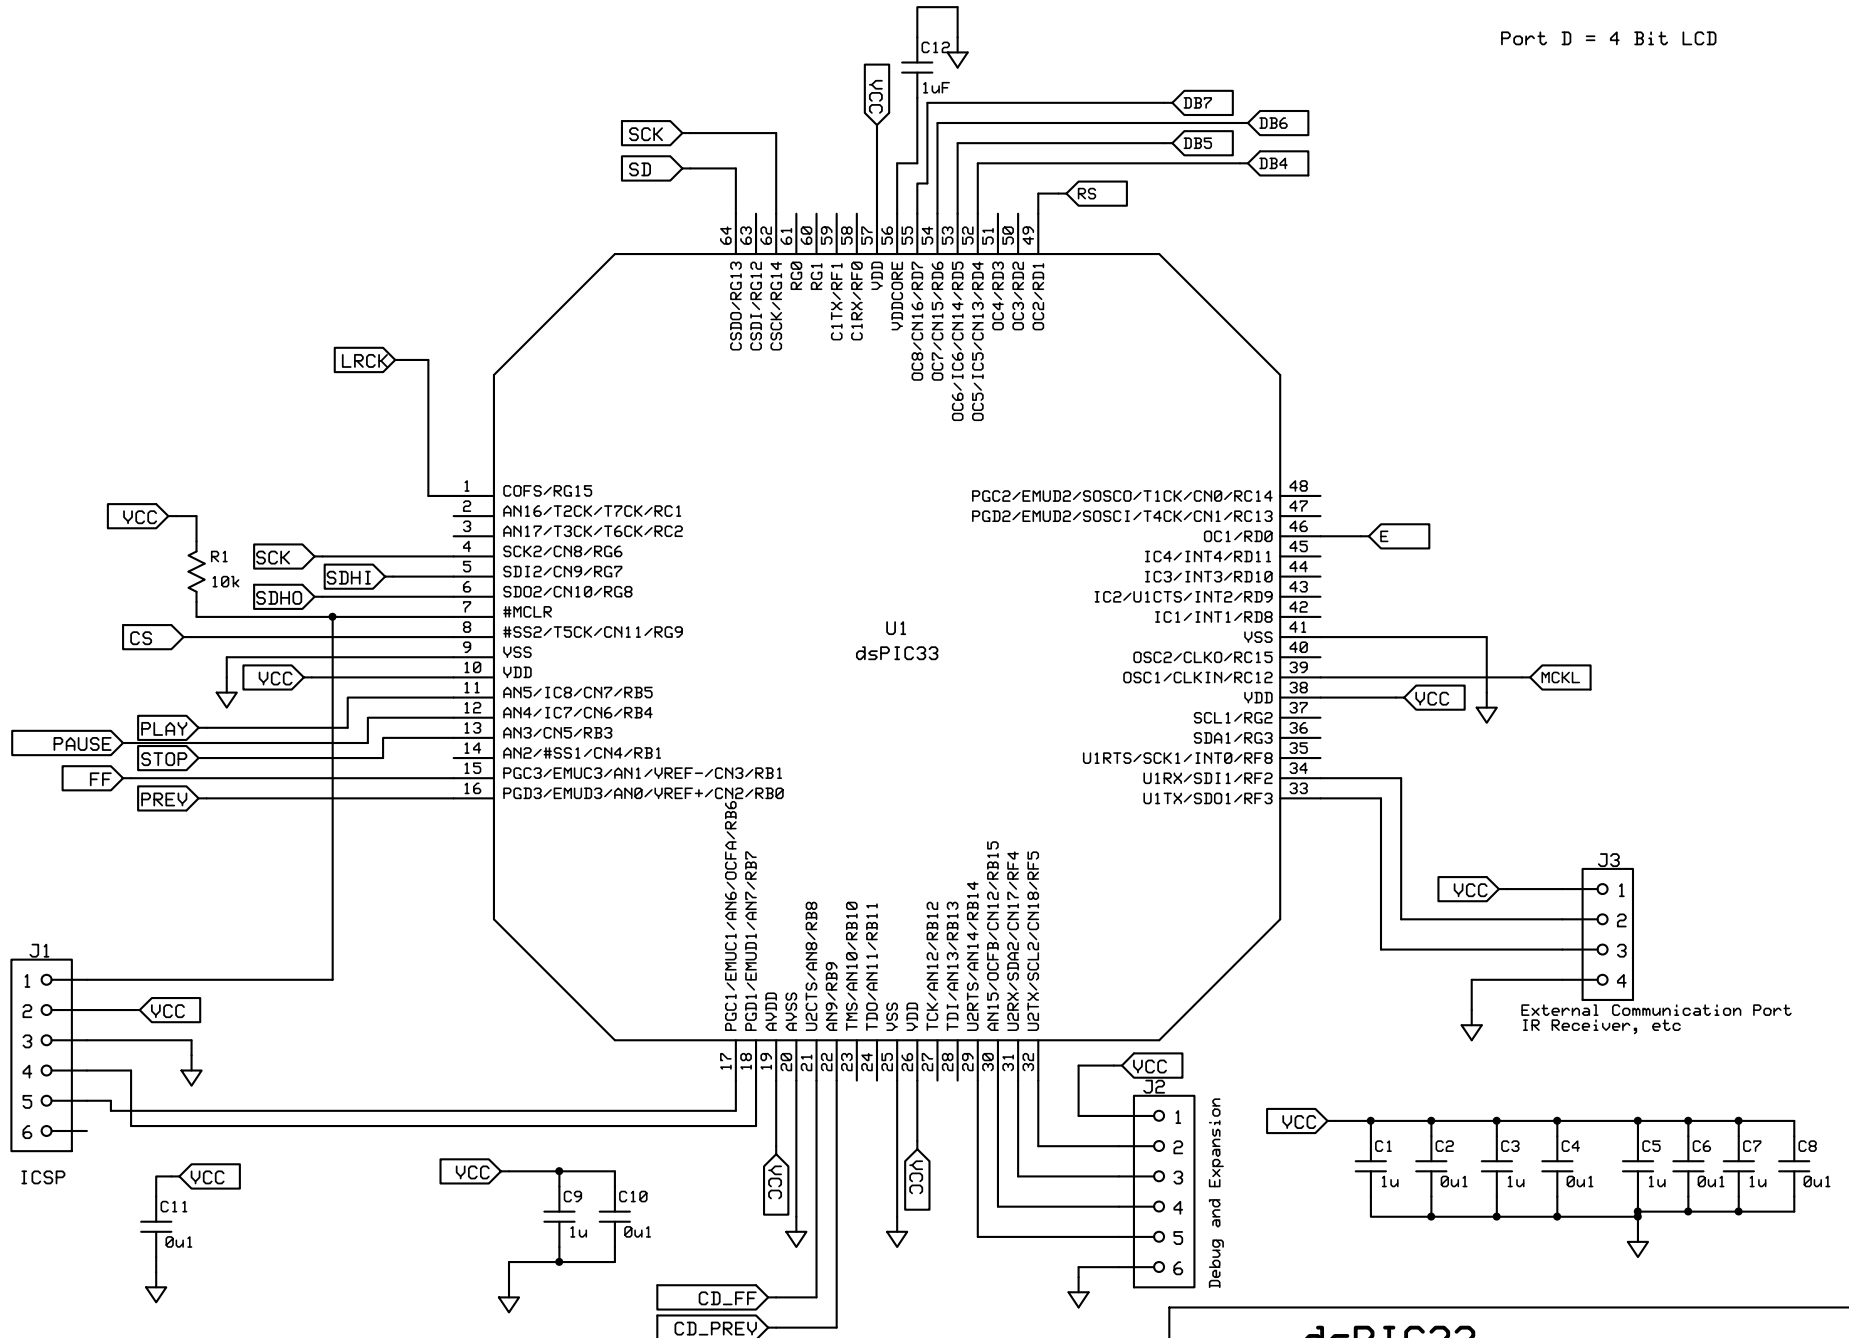 Port D = 4 Bit LCD
C12
1uF
VCC
DB7
DB6
DB5
DB4
RS
SCK
SD
64
63
62
61
60
59
58
57
56
55
54
53
52
51
50
49
CSDO/RG13
CSDI/RG12
CSCK/RG14
RG0
RG1
C1TX/RF1
C1RX/RF0
VDD
VDDCORE
OC8/CN16/RD7
OC7/CN15/RD6
OC6/IC6/CN14/RD5
OC5/IC5/CN13/RD4
OC4/RD3
OC3/RD2
OC2/RD1
LRCK
VCC
R1
10k
SCK
SDHI
SDHO
CS
VCC
PLAY
PAUSE
STOP
FF
PREV
1 COFS/RG15
2 AN16/T2CK/T7CK/RC1
3 AN17/T3CK/T6CK/RC2
4 SCK2/CN8/RG6
5 SDI2/CN9/RG7
6 SDO2/CN10/RG8
7 #MCLR
8 #SS2/T5CK/CN11/RG9
9 VSS
10 VDD
11 AN5/IC8/CN7/RB5
12 AN4/IC7/CN6/RB4
13 AN3/CN5/RB3
14 AN2/#SS1/CN4/RB1
15 PGC3/EMUC3/AN1/VREF-/CN3/RB1
16 PGD3/EMUD3/AN0/VREF+/CN2/RB0
U1
dsPIC33
PGC2/EMUD2/SOSCO/T1CK/CN0/RC14 48
PGD2/EMUD2/SOSCI/T4CK/CN1/RC13 47
OC1/RD0 46
IC4/INT4/RD11 45
IC3/INT3/RD10 44
IC2/U1CTS/INT2/RD9 43
IC1/INT1/RD8 42
VSS 41
OSC2/CLKO/RC15 40
OSC1/CLKIN/RC12 39
VDD 38
SCL1/RG2 37
SDA1/RG3 36
U1RTS/SCK1/INT0/RF8 35
U1RX/SDI1/RF2 34
U1TX/SDO1/RF3 33
E
MCKL
VCC
PGC1/EMUC1/AN6/OCFA/RB6
PGD1/EMUD1/AN7/RB7
AVDD
AVSS
U2CTS/AN8/RB8
AN9/RB9
TMS/AN10/RB10
TDO/AN11/RB11
VSS
VDD
TCK/AN12/RB12
TDI/AN13/RB13
U2RTS/AN14/RB14
AN15/OCFB/CN12/RB15
U2RX/SDA2/CN17/RF4
U2TX/SCL2/CN18/RF5
17
18
19
20
21
22
23
24
25
26
27
28
29
30
31
32
J3
VCC
1
2
3
4
External Communication Port
IR Receiver, etc
J1
1
2
3
4
5
6
VCC
ICSP
VCC
C11
0u1
VCC
C9
1u
C10
0u1
VCC
VCC
CD_FF
CD_PREV
VCC
J2
1
2
3
4
5
6
Debug and Expansion
VCC
C1
1u
C2
0u1
C3
1u
C4
0u1
C5
1u
C6
0u1
C7
1u
C8
0u1
dsPIC33